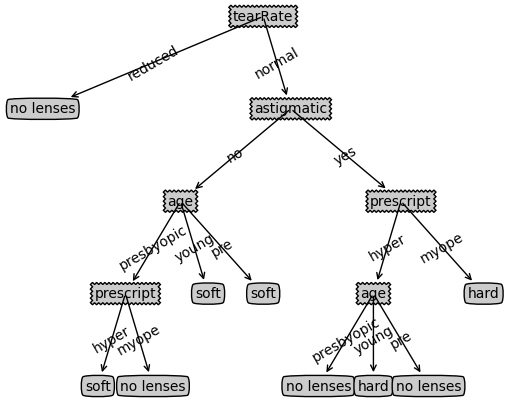 tearRate
reduced
normal
no lenses
astigmatic
no
yes
age
prescript
presbyopic
young
pre
hyper
myope
prescript
soft
soft
age
hard
hyper
myope
presbyopic
young
pre
soft
no lenses
no lenses
hard
no lenses